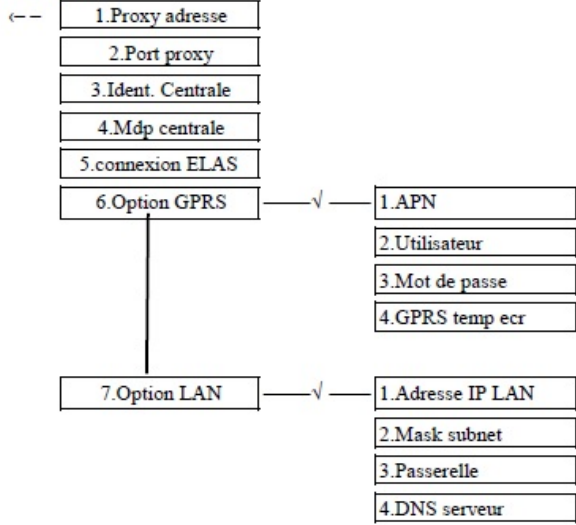 1.Proxy adresse
2.Port proxy
3.Ident. Centrale
4.Mdp centrale
5.connexion ELAS
6.Option GPRS
√
1.APN
2.Utilisateur
3.Mot de passe
4.GPRS temp ecr
7.Option LAN
√
1.Adresse IP LAN
2.Mask subnet
3.Passerelle
4.DNS serveur